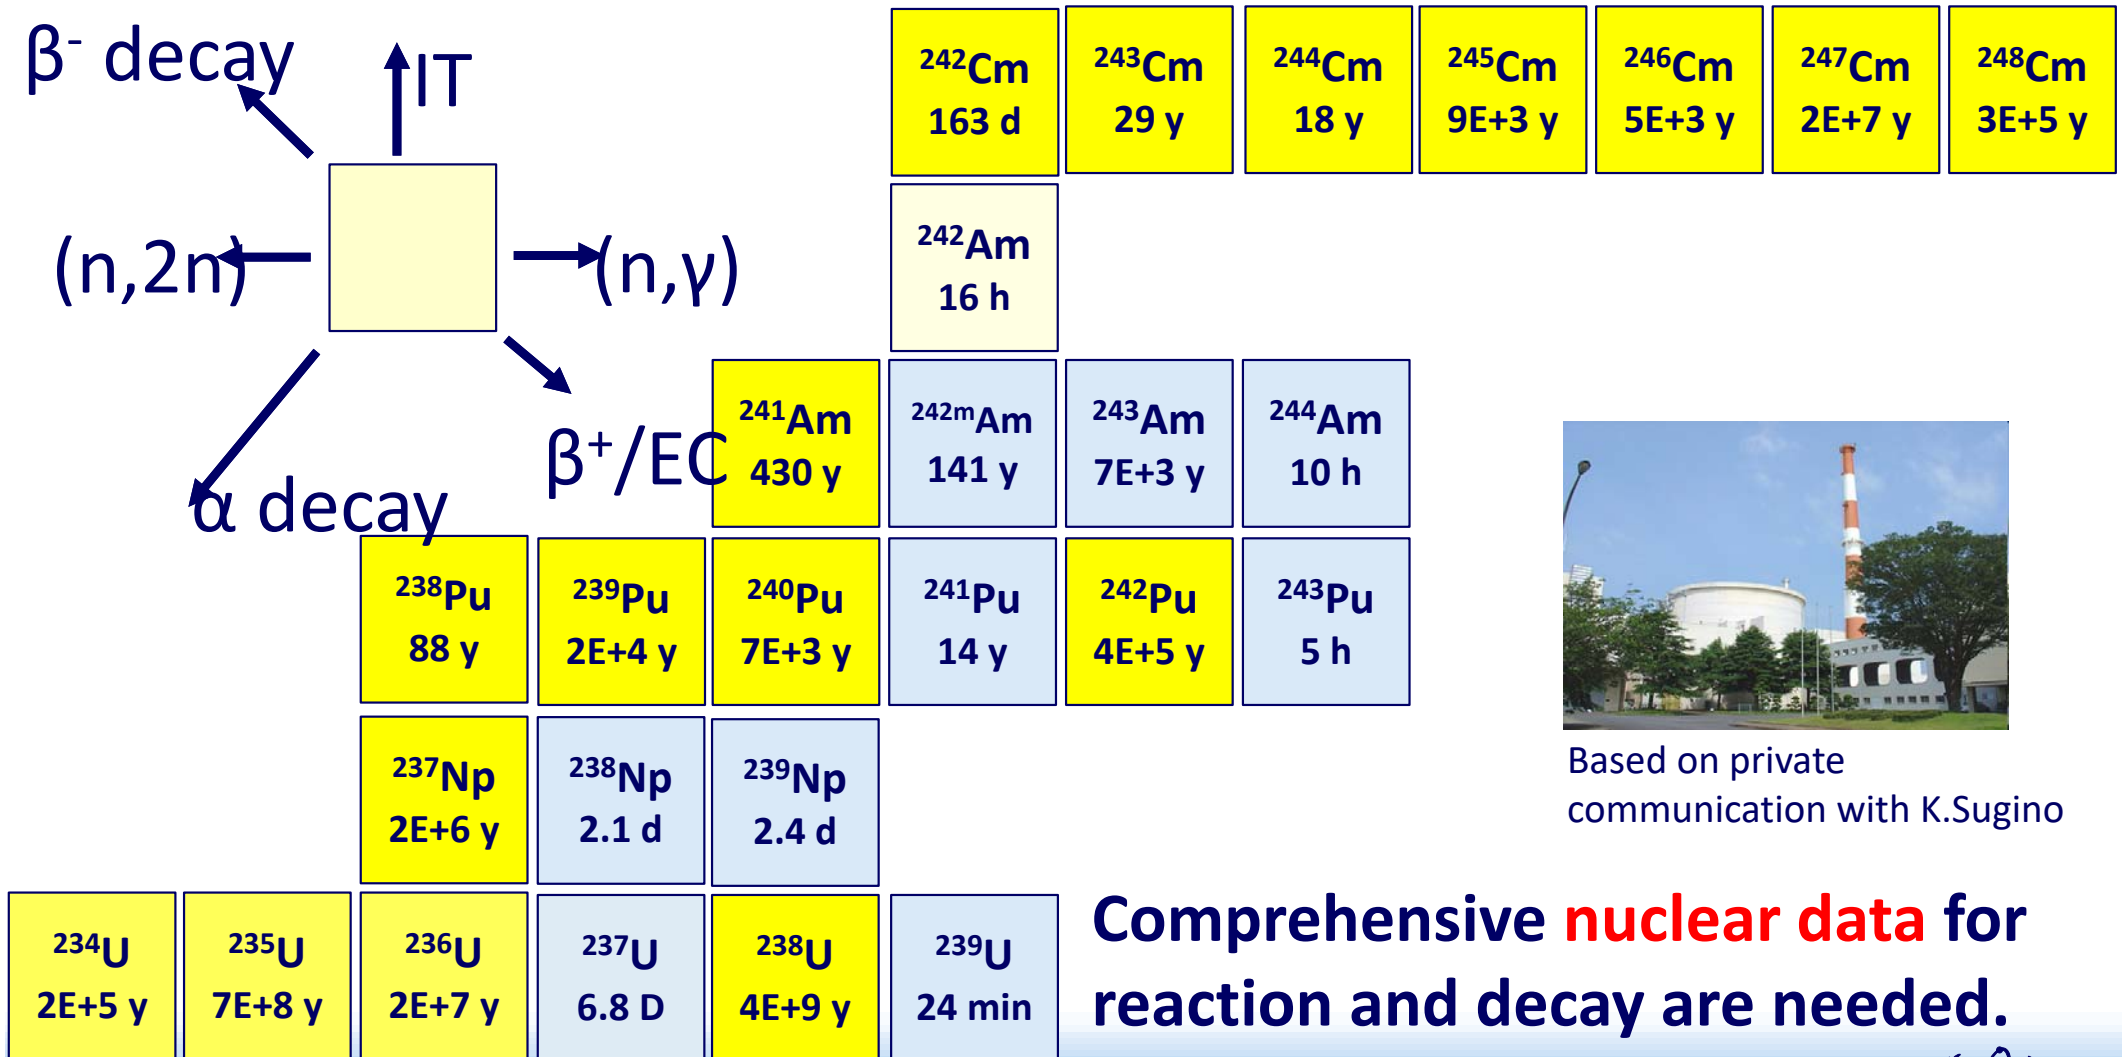 β⁻ decay
IT
(n,2n)
(n,γ)
β⁺/EC
α decay
²⁴²Cm
163 d
²⁴³Cm
29 y
²⁴⁴Cm
18 y
²⁴⁵Cm
9E+3 y
²⁴⁶Cm
5E+3 y
²⁴⁷Cm
2E+7 y
²⁴⁸Cm
3E+5 y
²⁴²Am
16 h
²⁴¹Am
430 y
²⁴²ᵐAm
141 y
²⁴³Am
7E+3 y
²⁴⁴Am
10 h
²³⁸Pu
88 y
²³⁹Pu
2E+4 y
²⁴⁰Pu
7E+3 y
²⁴¹Pu
14 y
²⁴²Pu
4E+5 y
²⁴³Pu
5 h
²³⁷Np
2E+6 y
²³⁸Np
2.1 d
²³⁹Np
2.4 d
²³⁴U
2E+5 y
²³⁵U
7E+8 y
²³⁶U
2E+7 y
²³⁷U
6.8 D
²³⁸U
4E+9 y
²³⁹U
24 min
Based on private
communication with K.Sugino
Comprehensive nuclear data for
reaction and decay are needed.